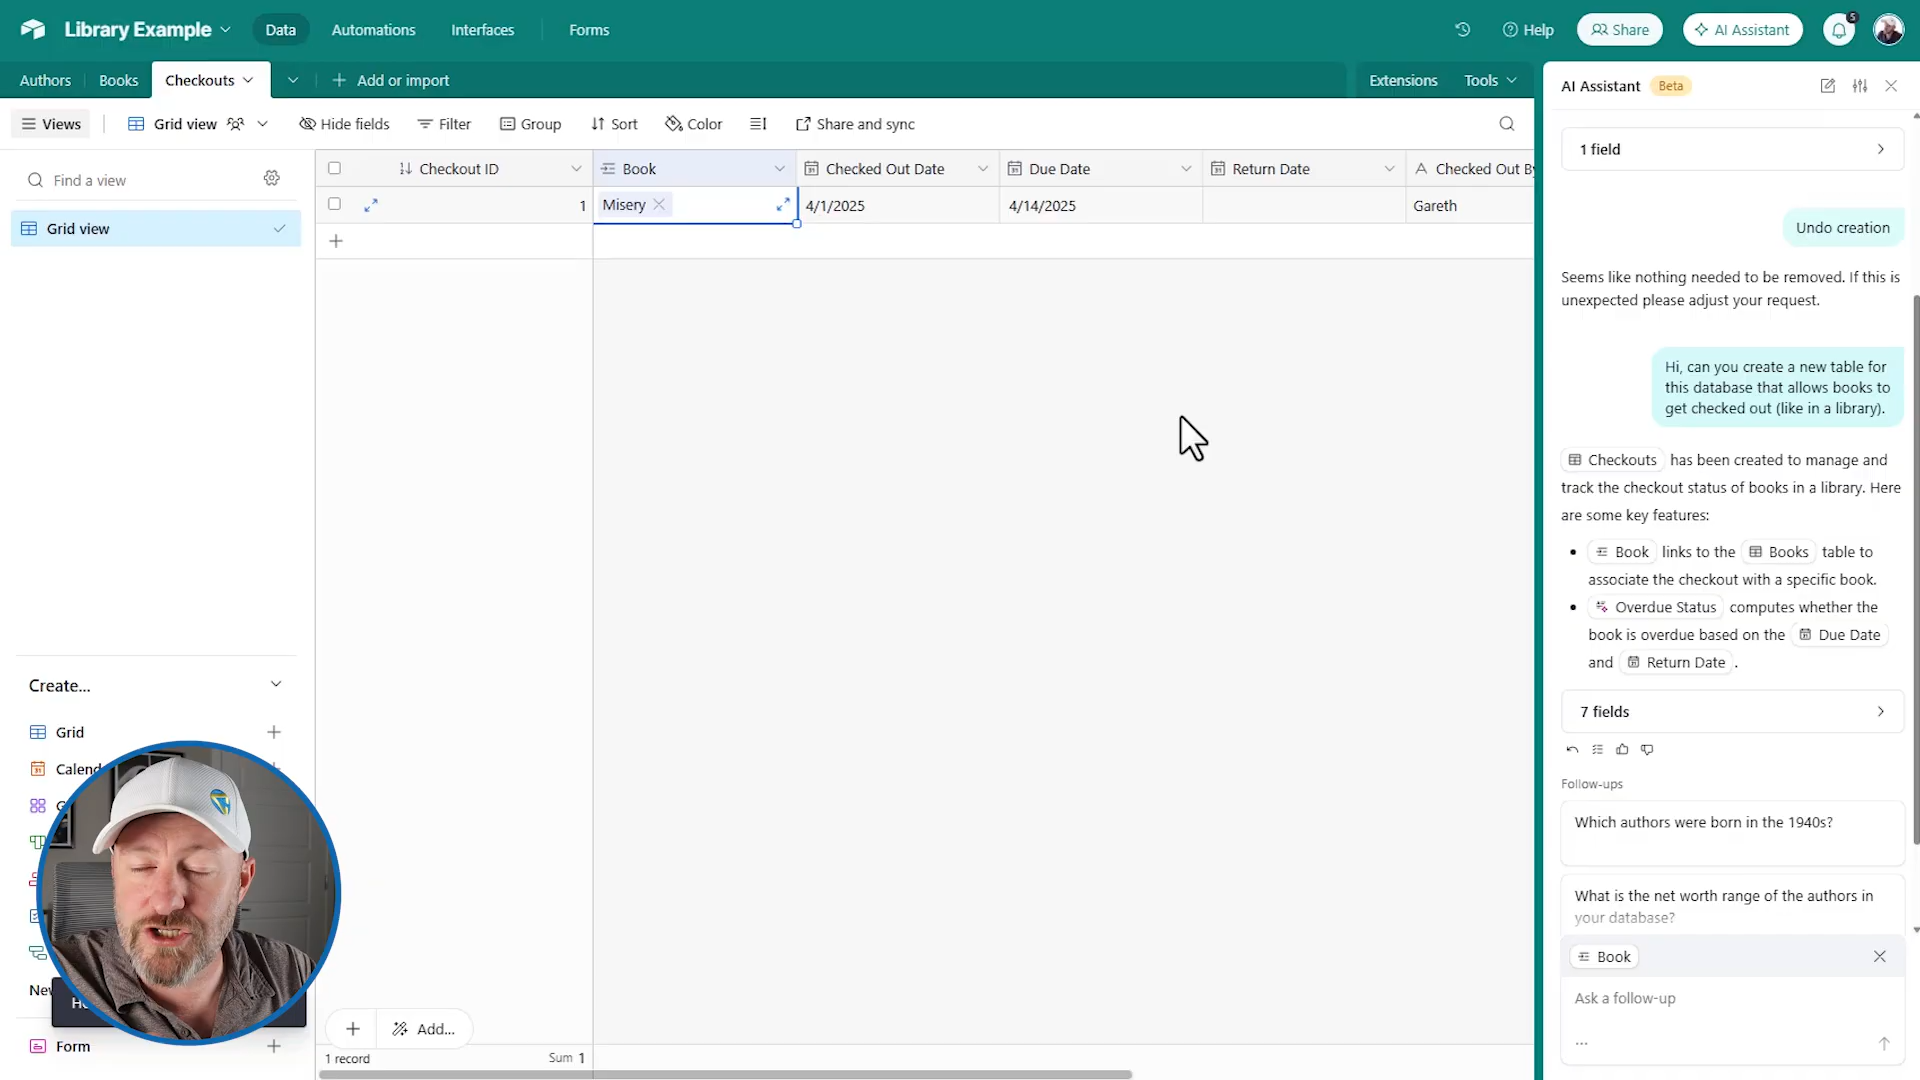 Library Example
Data
Automations
Interfaces
Forms
Help
Share
AI Assistant
5
Authors
Books
Checkouts
Add or import
Extensions
Tools
Views
Grid view
Hide fields
Filter
Group
Sort
Color
Share and sync
Find a view
Grid view
Checkout ID
Book
Checked Out Date
Due Date
Return Date
Checked Out By
1
Misery
4/1/2025
4/14/2025
Gareth
Create...
Grid
Form
Add...
1 record
Sum 1
AI Assistant
Beta
1 field
Undo creation
Seems like nothing needed to be removed. If this is
unexpected please adjust your request.
Hi, can you create a new table for
this database that allows books to
get checked out (like in a library).
Checkouts has been created to manage and
track the checkout status of books in a library. Here
are some key features:
• Book links to the Books table to
associate the checkout with a specific book.
• Overdue Status computes whether the
book is overdue based on the Due Date
and Return Date .
7 fields
Follow-ups
Which authors were born in the 1940s?
What is the net worth range of the authors in
your database?
Book
Ask a follow-up
...